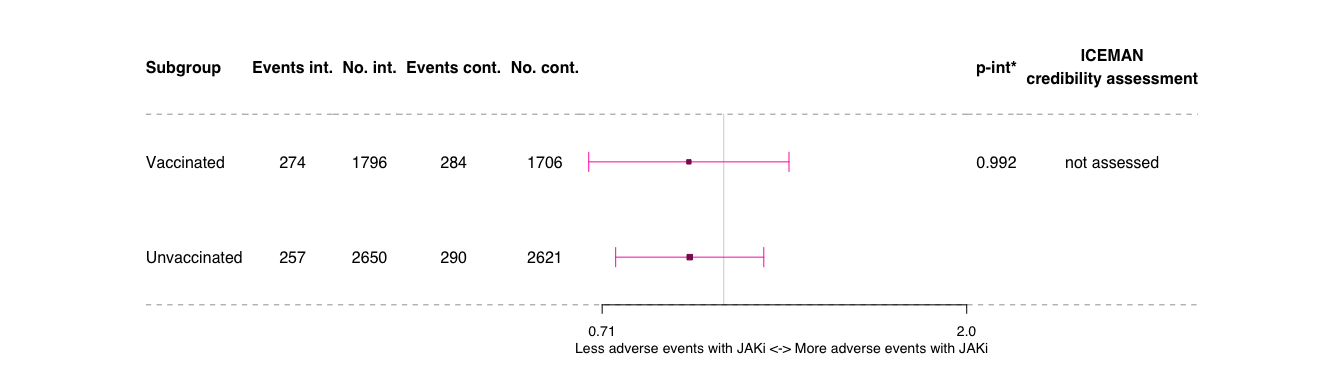 Subgroup Events int. No. int. Events cont. No. cont. p-int* ICEMAN
credibility assessment
Vaccinated 274 1796 284 1706 0.992 not assessed
Unvaccinated 257 2650 290 2621
0.71 2.0
Less adverse events with JAKi <-> More adverse events with JAKi